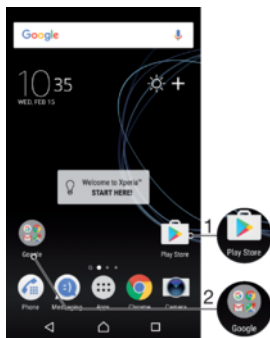 Google
10 35
WED, FEB 15
Welcome to Xperia™
START HERE!
Google
Play Store
1
Play Store
2
Google
Phone
Messaging
Apps
Chrome
Camera